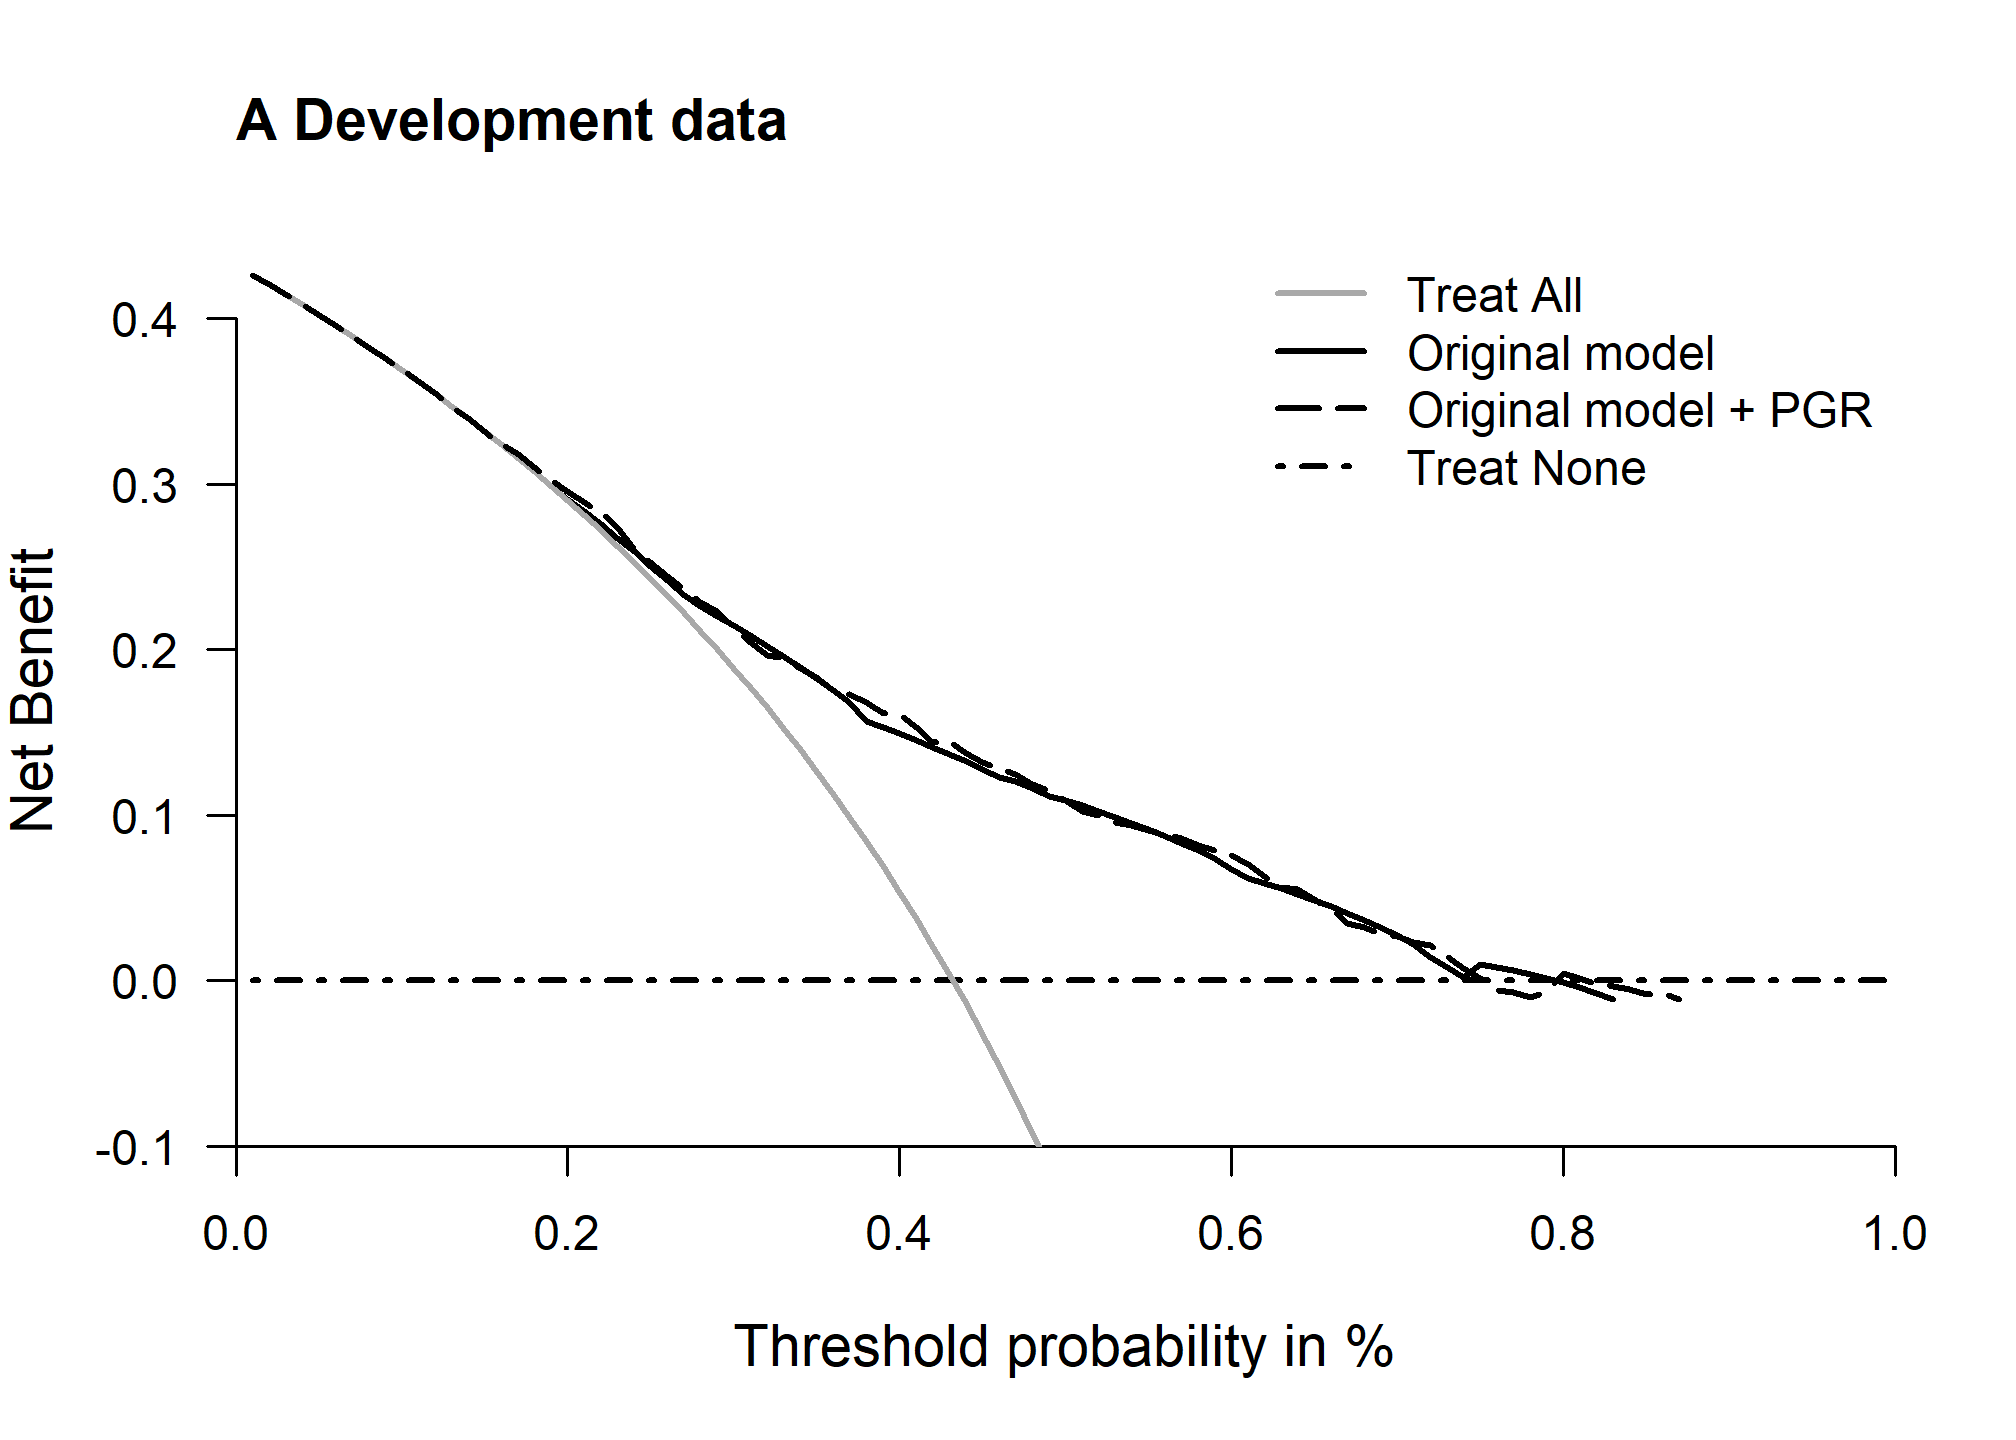 A Development data
Treat All
Original model
Original model + PGR
Treat None
Net Benefit
0.4
0.3
0.2
0.1
0.0
-0.1
0.0 0.2 0.4 0.6 0.8 1.0
Threshold probability in %